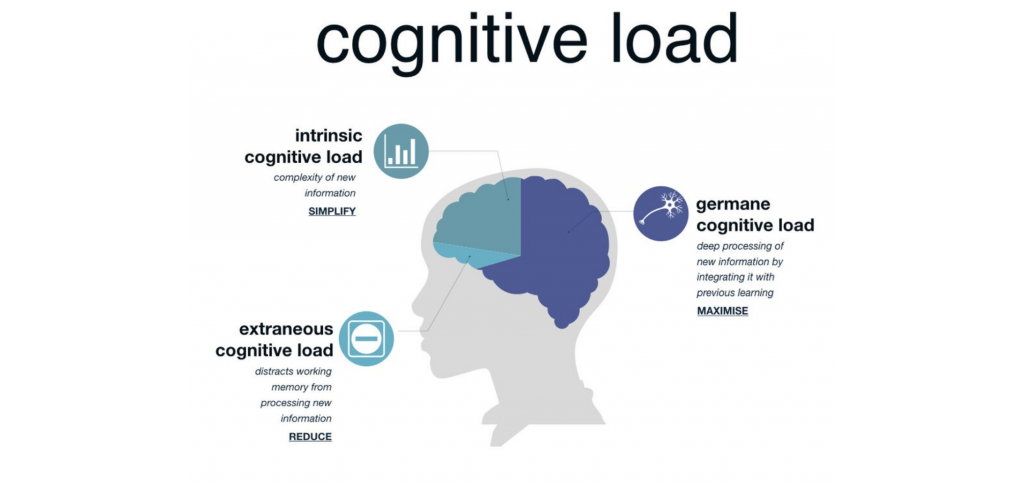 cognitive load
intrinsic
cognitive load
complexity of new
information
SIMPLIFY
germane
cognitive load
deep processing of
new information by
integrating it with
previous learning
MAXIMISE
extraneous
cognitive load
distracts working
memory from
processing new
information
REDUCE